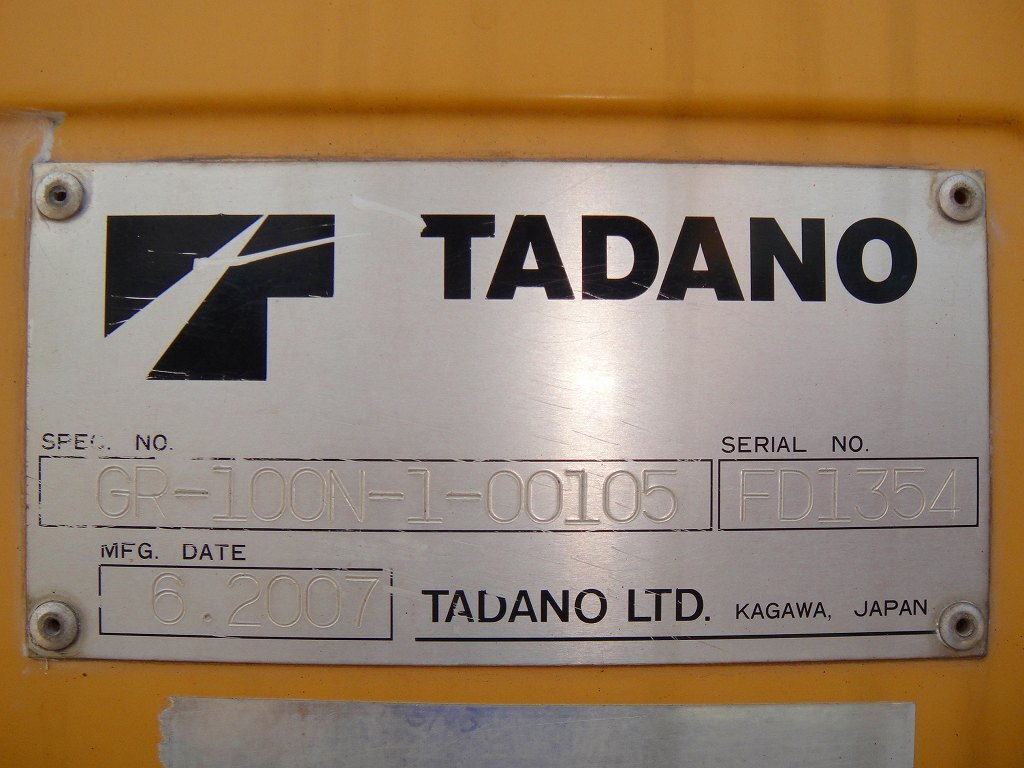 TADANO
SPEC. NO.
SERIAL NO.
GR-100N-1-00105
FD1354
MFG. DATE
6.2007
TADANO LTD. KAGAWA, JAPAN